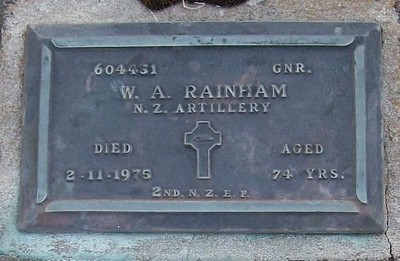 604431 GNR.
W. A. RAINHAM
N. Z. ARTILLERY
DIED AGED
2·11·1975 74 YRS.
2ND. N. Z. E. F.